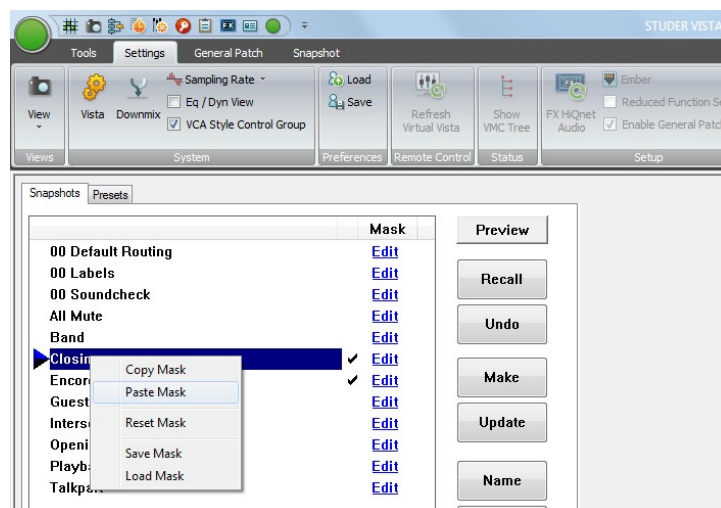 STUDER VISTA
Tools Settings General Patch Snapshot
View
Vista
Downmix
Sampling Rate
Eq / Dyn View
VCA Style Control Group
Load
Save
Refresh
Virtual Vista
Show
VMC Tree
FX HiQnet
Audio
Ember
Reduced Function
Enable General
Views System Preferences Remote Control Status Setup
Snapshots Presets
Mask
Preview
00 Default Routing Edit
00 Labels Edit
Recall
00 Soundcheck Edit
All Mute Edit
Undo
Band Edit
Edit
Copy Mask
Make
Edit
Paste Mask
Guest Edit
Reset Mask
Edit
Update
Edit
Save Mask
Edit
Load Mask
Name
Edit